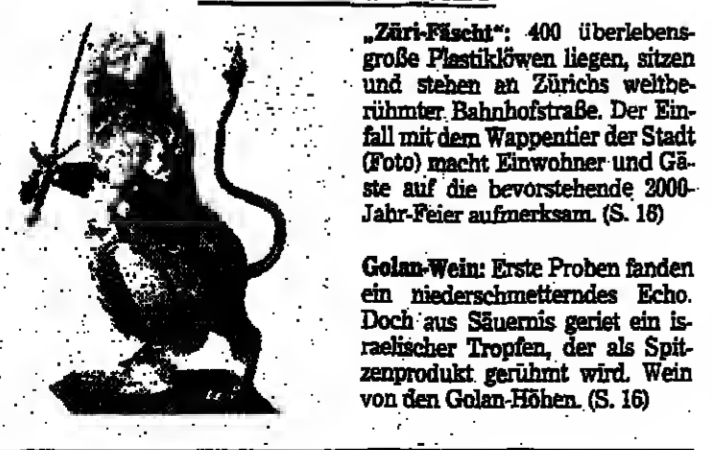 „Züri-Fäscht“: 400 überlebens-
große Plastiklöwen liegen, sitzen
und stehen an Zürichs weltbe-
rühmter Bahnhofstraße. Der Ein-
fall mit dem Wappentier der Stadt
(Foto) macht Einwohner und Gä-
ste auf die bevorstehende 2000-
Jahr-Feier aufmerksam. (S. 16)
Golan-Wein: Erste Proben fanden
ein niederschmetterndes Echo.
Doch aus Säuernis geriet ein is-
raelischer Tropfen, der als Spit-
zenprodukt gerühmt wird. Wein
von den Golan-Höhen. (S. 16)